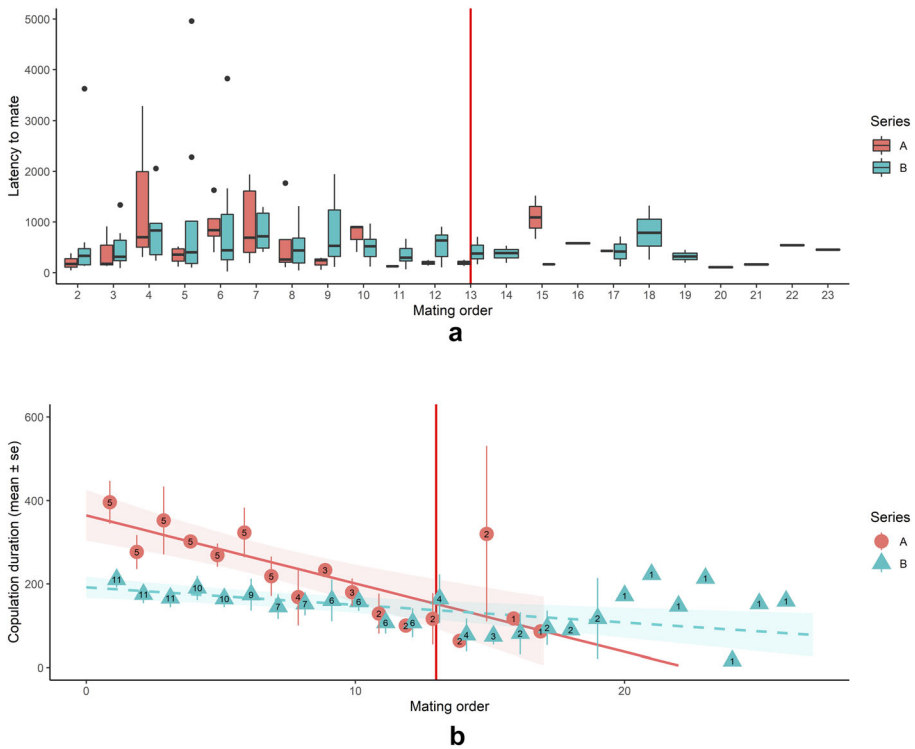 5000
4000
3000
2000
1000
0
Latency to mate
2 3 4 5 6 7 8 9 10 11 12 13 14 15 16 17 18 19 20 21 22 23
Mating order
Series
A
B
a
600
400
200
0
Copulation duration (mean ± se)
5 5 5 5 5 5 5 4 3 3 2 2 2 2 2 1 1
11 11 11 10 10 9 7 7 6 6 6 6 4 4 3 2 2 2 2 1 1 1 1 1 1 1
0 10 20
Mating order
Series
A
B
b